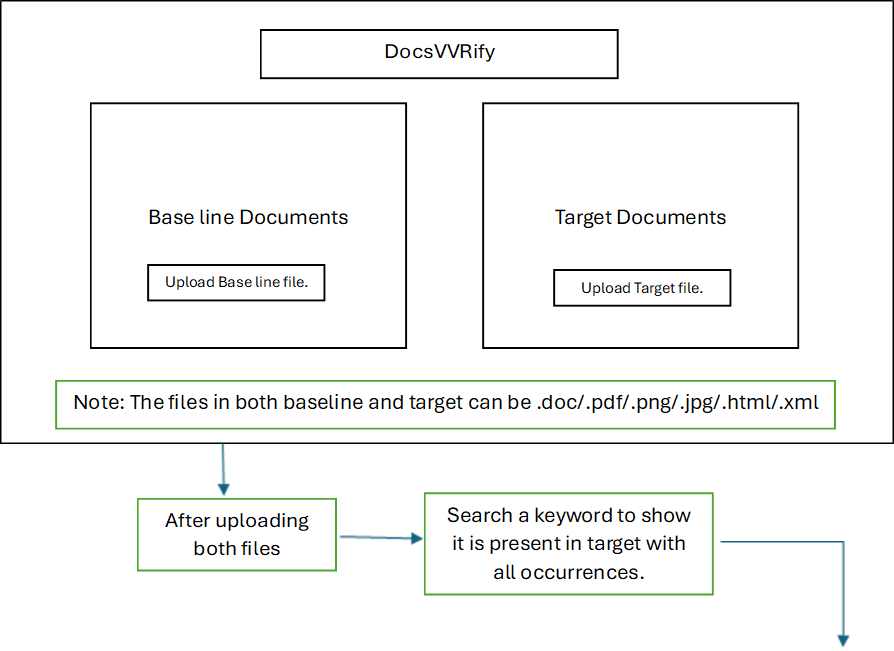 DocsVVRify
Base line Documents
Target Documents
Upload Base line file.
Upload Target file.
Note: The files in both baseline and target can be .doc/.pdf/.png/.jpg/.html/.xml
After uploading
both files
Search a keyword to show
it is present in target with
all occurrences.